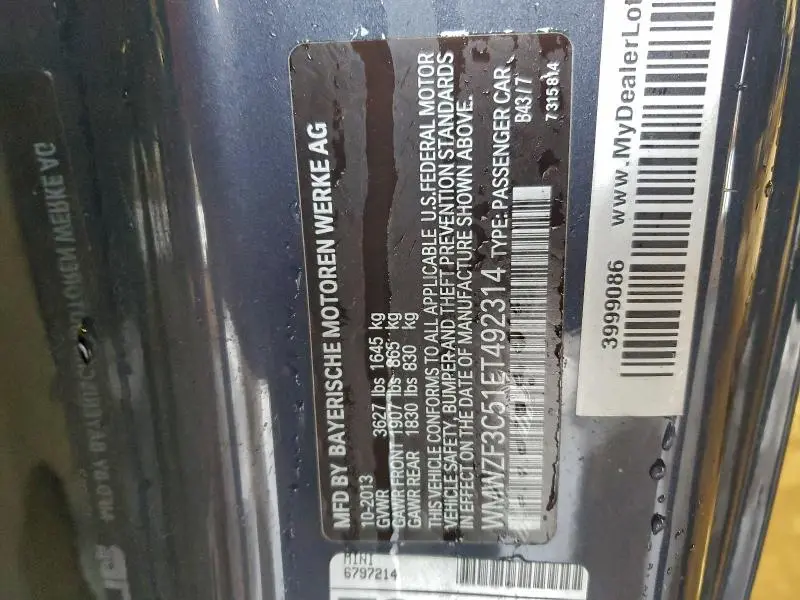 MFD BY BAYERISCHE MOTOREN WERKE AG
10-2013
GVWR 3627 lbs 1645 kg
GAWR FRONT 1907 lbs 865 kg
GAWR REAR 1830 lbs 830 kg
THIS VEHICLE CONFORMS TO ALL APPLICABLE U.S.FEDERAL MOTOR
VEHICLE SAFETY, BUMPER AND THEFT PREVENTION STANDARDS
IN EFFECT ON THE DATE OF MANUFACTURE SHOWN ABOVE.
WMWZF3C51ET492314 TYPE: PASSENGER CAR
B43/7
7315814
3999086 www.MyDealerLot
MINI
6797214